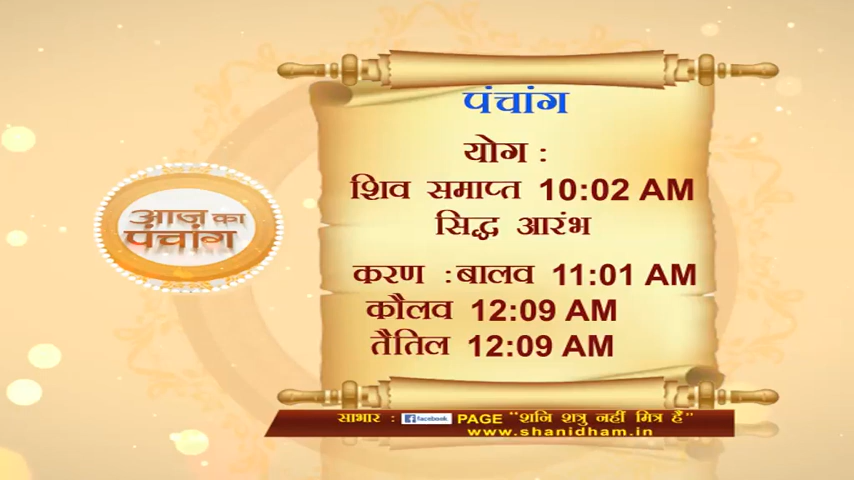 आज का
पंचांग
पंचांग
योग :
शिव समाप्त 10:02 AM
सिद्ध आरंभ
करण : बालव 11:01 AM
कौलव 12:09 AM
तैतिल 12:09 AM
साभार : facebook PAGE "शनि शत्रु नहीं मित्र है"
www.shanidham.in